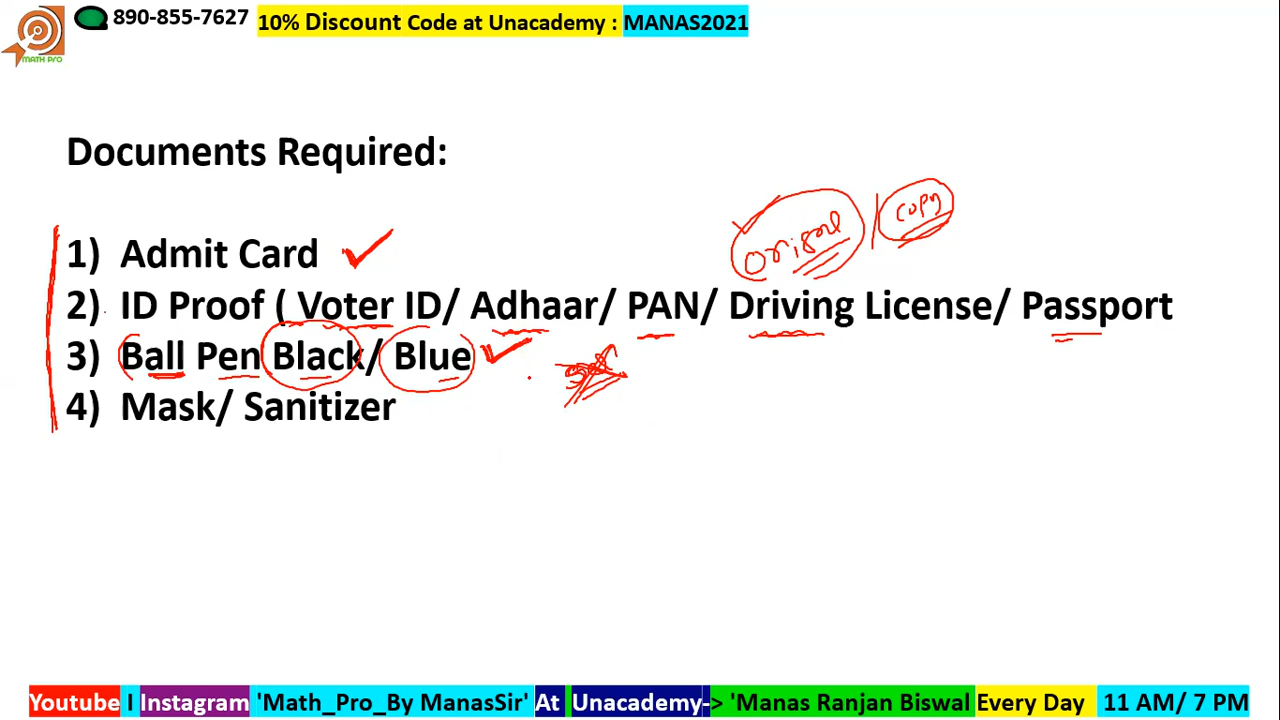 MATH PRO
890-855-7627
10% Discount Code at Unacademy : MANAS2021
Documents Required:
copy
1) Admit Card
2) ID Proof ( Voter ID/ Adhaar/ PAN/ Driving License/ Passport
3) Ball Pen Black/ Blue
4) Mask/ Sanitizer
Youtube I Instagram 'Math_Pro_By ManasSir' At Unacademy-> 'Manas Ranjan Biswal Every Day 11 AM/ 7 PM